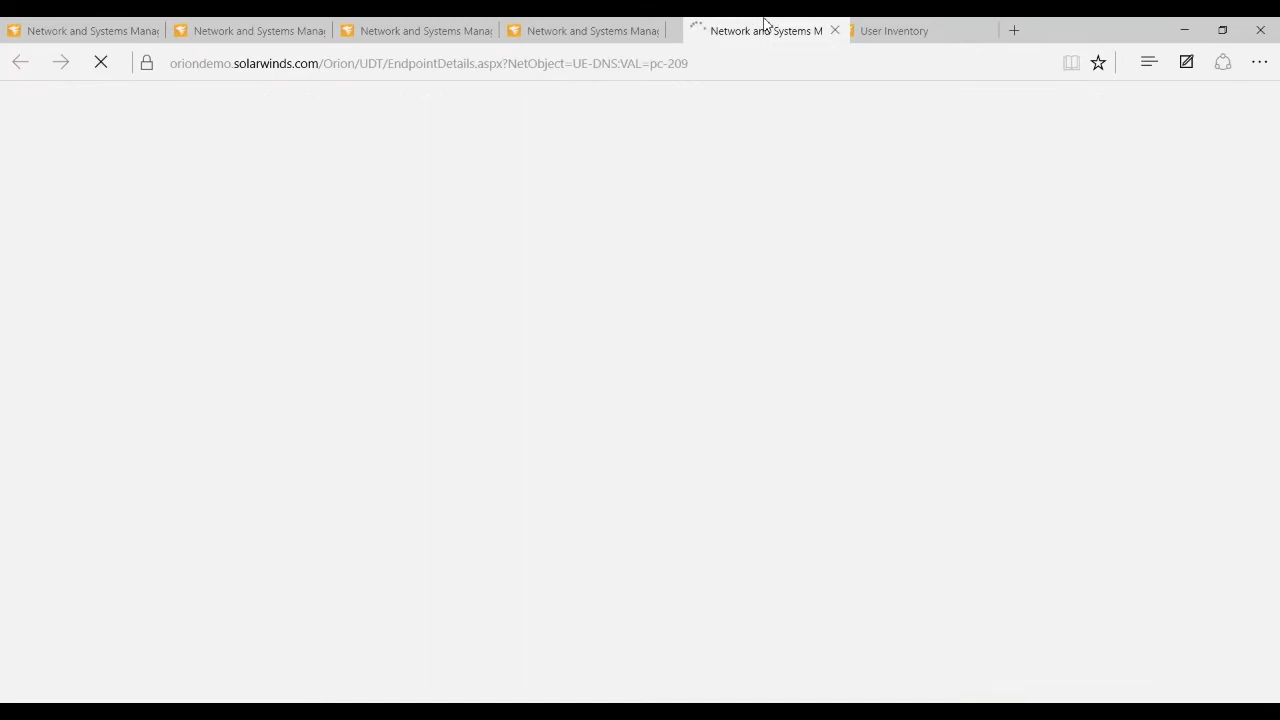 Network and Systems Manag
Network and Systems Manag
Network and Systems Manag
Network and Systems Manag
Network and Systems M
User Inventory
oriondemo.solarwinds.com/Orion/UDT/EndpointDetails.aspx?NetObject=UE-DNS:VAL=pc-209